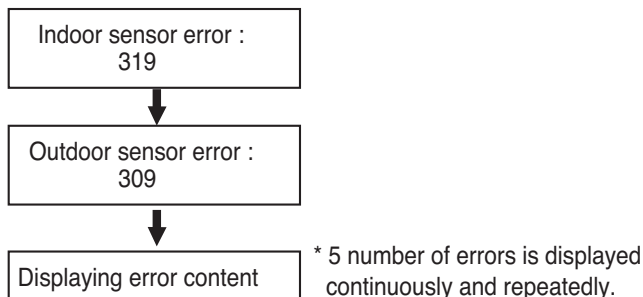 Indoor sensor error :
319
Outdoor sensor error :
309
Displaying error content
* 5 number of errors is displayed
continuously and repeatedly.